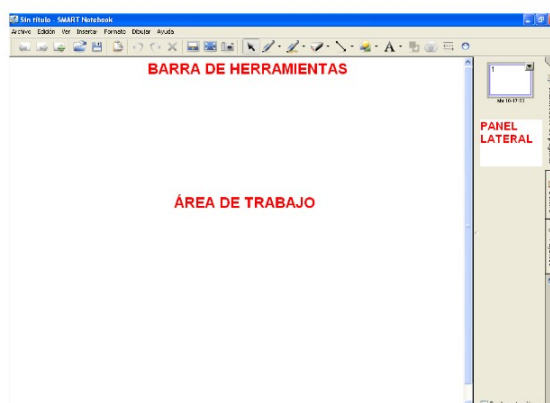 Sin título - SMART Notebook
Archivo Edición Ver Insertar Formato Dibujar Ayuda
BARRA DE HERRAMIENTAS
1
PANEL
LATERAL
ÁREA DE TRABAJO